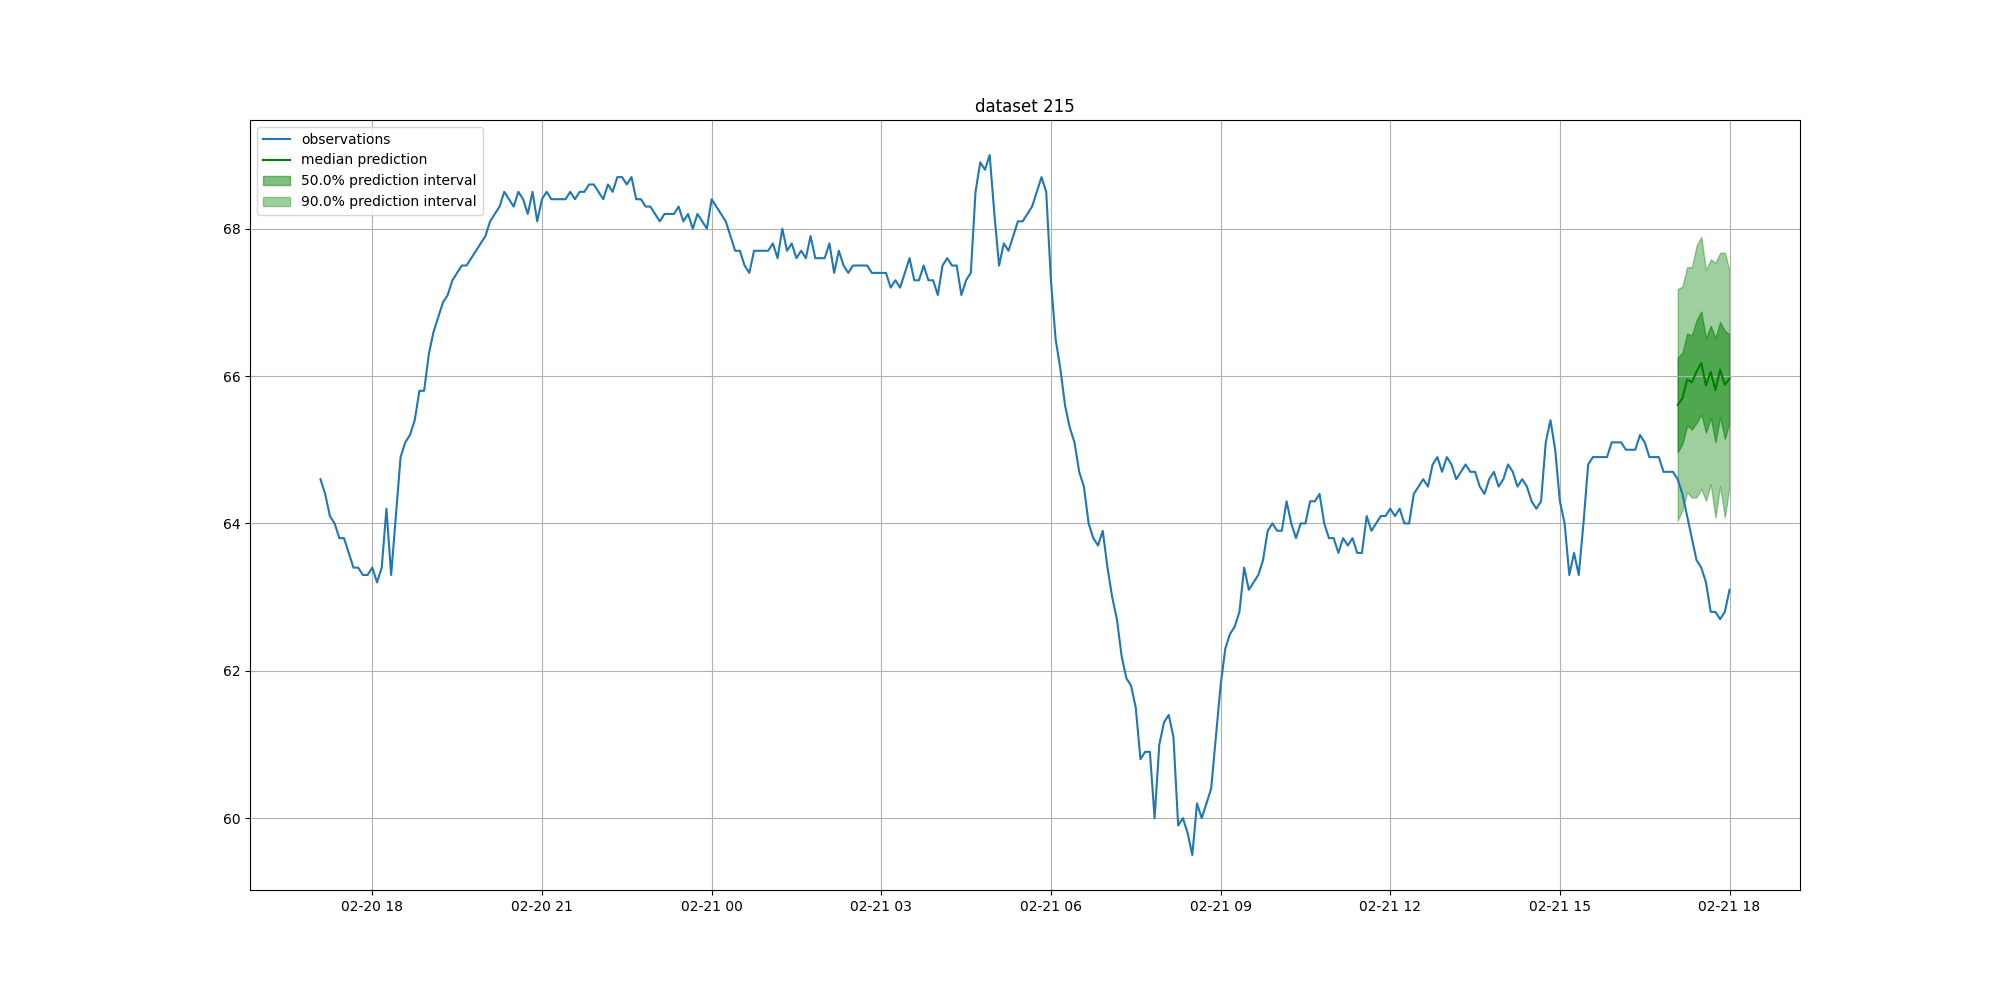 dataset 215
observations
median prediction
50.0% prediction interval
90.0% prediction interval
68
66
64
62
60
02-20 18
02-20 21
02-21 00
02-21 03
02-21 06
02-21 09
02-21 12
02-21 15
02-21 18